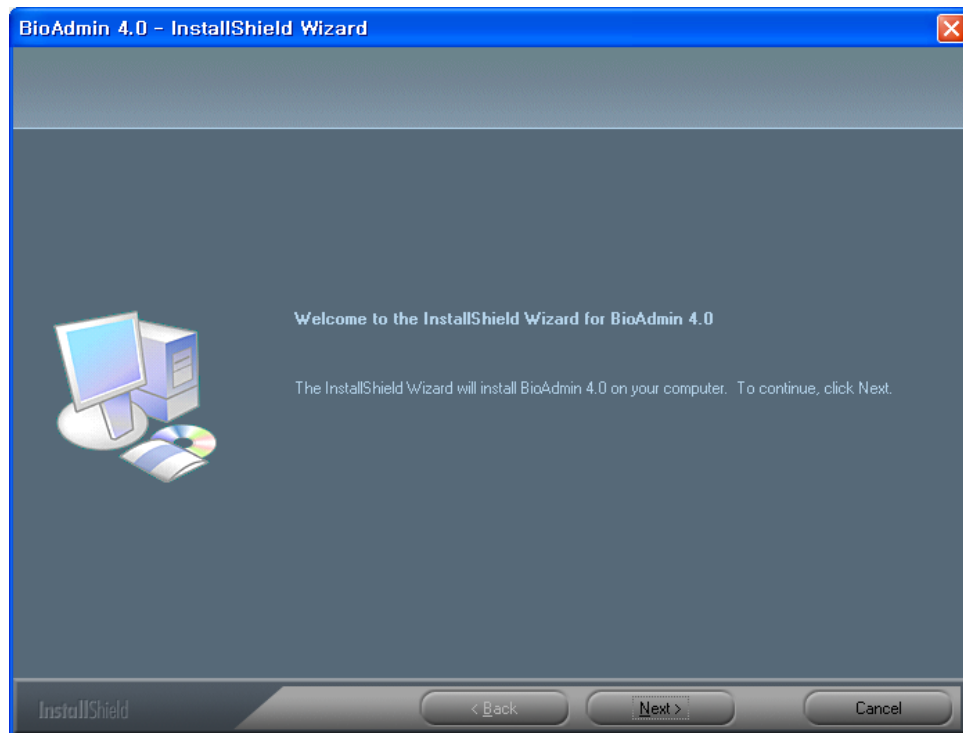 BioAdmin 4.0 - InstallShield Wizard
Welcome to the InstallShield Wizard for BioAdmin 4.0
The InstallShield Wizard will install BioAdmin 4.0 on your computer. To continue, click Next.
InstallShield
< Back
Next >
Cancel